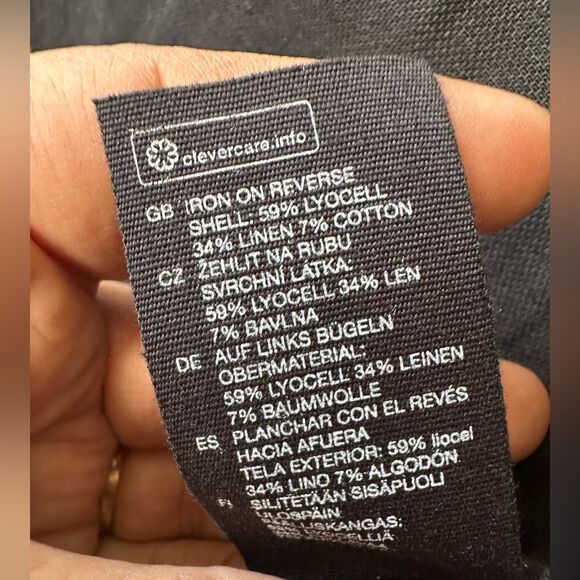 clevercare.info
GB IRON ON REVERSE
SHELL: 59% LYOCELL
34% LINEN 7% COTTON
CZ ŽEHLIT NA RUBU
SVRCHNÍ LÁTKA:
59% LYOCELL 34% LEN
7% BAVLNA
DE AUF LINKS BÜGELN
OBERMATERIAL:
59% LYOCELL 34% LEINEN
7% BAUMWOLLE
ES PLANCHAR CON EL REVÉS
HACIA AFUERA
TELA EXTERIOR: 59% liocel
34% LINO 7% ALGODÓN
FI SILITETÄÄN SISÄPUOLI
ULOSPÄIN